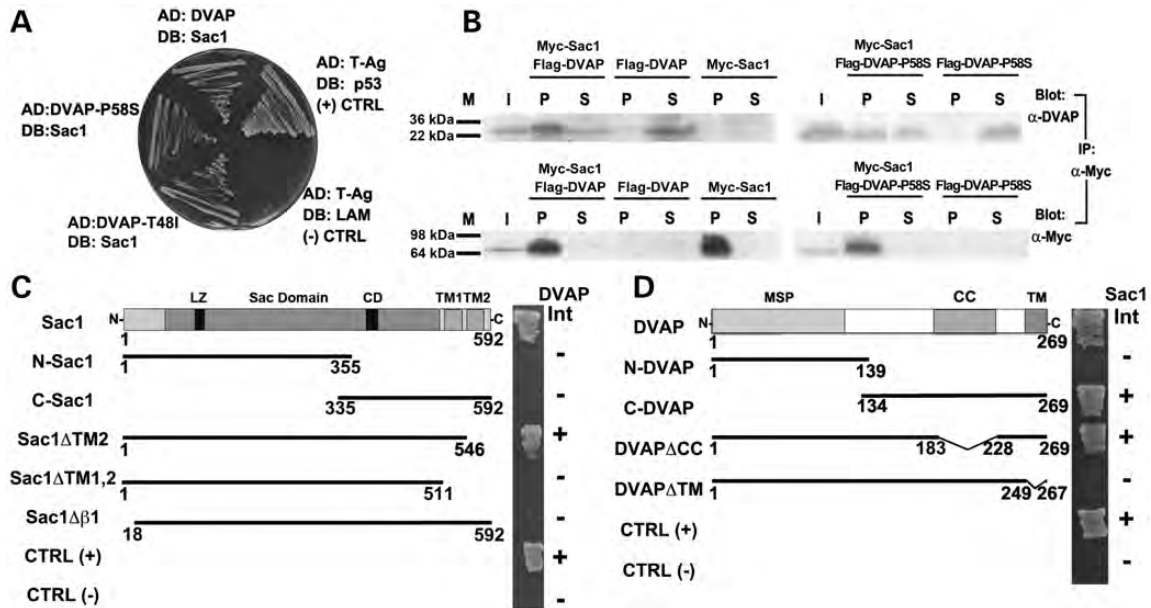 A
AD: DVAP
DB: Sac1
AD: T-Ag
DB: p53
(+) CTRL
AD:DVAP-P58S
DB:Sac1
AD: T-Ag
DB: LAM
(-) CTRL
AD:DVAP-T48I
DB: Sac1
B
Myc-Sac1
Flag-DVAP Flag-DVAP Myc-Sac1
Myc-Sac1
Flag-DVAP-P58S Flag-DVAP-P58S
M I P S P S P S I P S P S
Blot:
α-DVAP
36 kDa
22 kDa
IP:
α-Myc
Myc-Sac1
Flag-DVAP Flag-DVAP Myc-Sac1
Myc-Sac1
Flag-DVAP-P58S Flag-DVAP-P58S
M I P S P S P S I P S P S
Blot:
α-Myc
98 kDa
64 kDa
C
LZ Sac Domain CD TM1TM2
DVAP
Int
Sac1 N- -C
1 592
N-Sac1 -
1 355
C-Sac1 -
335 592
Sac1ΔTM2 +
1 546
Sac1ΔTM1,2 -
1 511
Sac1Δβ1 -
18 592
CTRL (+) +
CTRL (-) -
D
MSP CC TM
Sac1
Int
DVAP N- -C
1 269
N-DVAP -
1 139
C-DVAP +
134 269
DVAPΔCC +
1 183 228 269
DVAPΔTM -
1 249 267
CTRL (+) +
CTRL (-) -